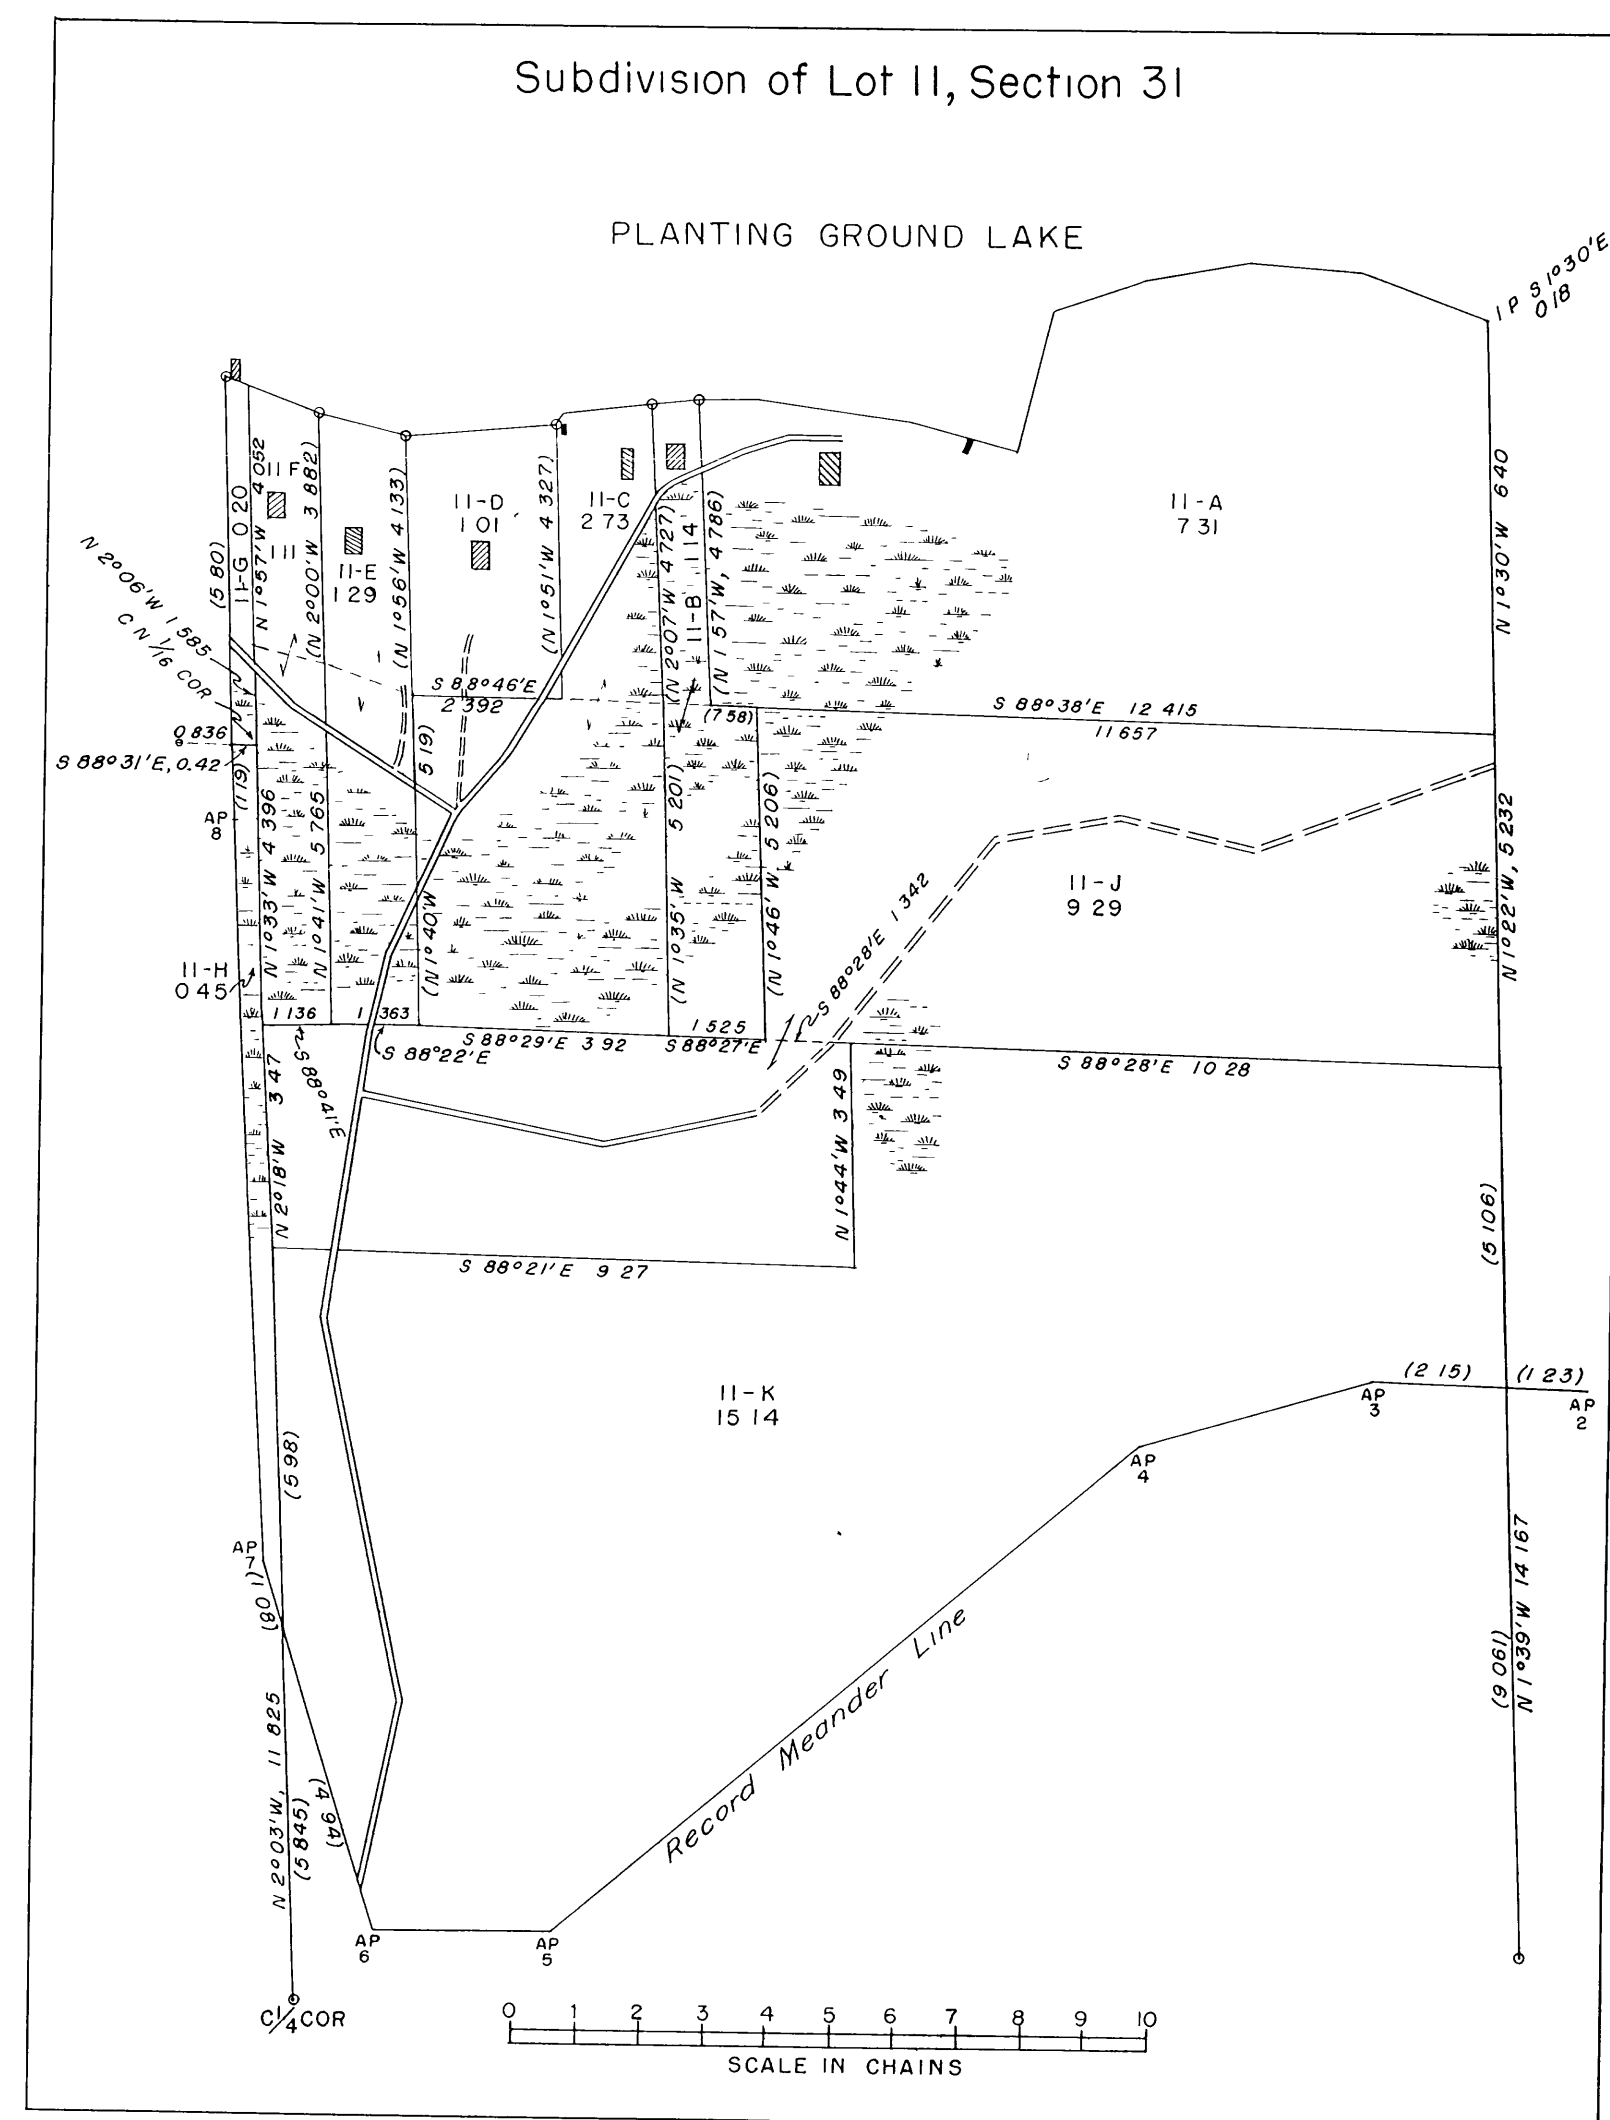 Subdivision of Lot 11, Section 31
PLANTING GROUND LAKE
I P S 1°30'E
0 18
N 1°30'W 6 40
11-A
7 31
11-C
2 73
11-D
1 01
11 F
1 11
11-E
1 29
11-G 0 20
11-B 1 14
(5 80)
N 1°57'W 4 052
(N 2°00'W 3 882)
(N 1°56'W 4 133)
(N 1°51'W 4 327)
(N 2°07'W 4 727)
(N 1 57'W, 4 786)
N 2°06'W 1 585
C N 1/16 COR
0 836
S 88°31'E, 0.42
(1 19)
AP
8
S 88°46'E
2 392
(7 58)
S 88°38'E 12 415
11 657
(5 19)
N 1°33'W 4 396
N 1°41'W 5 765
(N 1°40'W
(N 1°35'W 5 201)
(N 1°46'W, 5 206)
S 88°28'E 1 342
11-J
9 29
N 1°22'W, 5 232
11-H
0 45
1 136
1 363
S 88°41'E
S 88°22'E
S 88°29'E 3 92
1 525
S 88°27'E
S 88°28'E 10 28
N 2°18'W 3 47
N 1°44'W 3 49
S 88°21'E 9 27
(5 106)
11-K
15 14
(2 15)
(1 23)
AP
3
AP
2
AP
4
(5 98)
AP
7
(1 08)
N 1°39'W 14 167
(9 061)
Record Meander Line
N 2°03'W, 11 825
(5 845)
(4 94)
AP
6
AP
5
C 1/4 COR
0 1 2 3 4 5 6 7 8 9 10
SCALE IN CHAINS